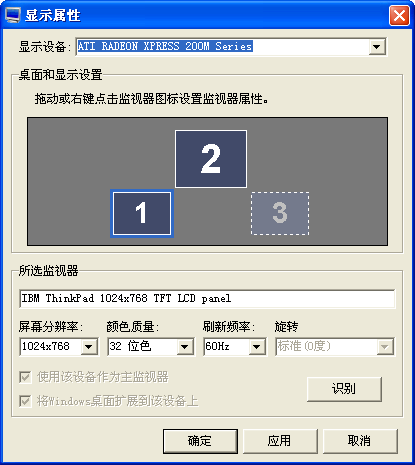 显示属性
显示设备: ATI RADEON XPRESS 200M Series
桌面和显示设置
拖动或右键点击监视器图标设置监视器属性。
2
1 3
所选监视器
IBM ThinkPad 1024x768 TFT LCD panel
屏幕分辨率: 颜色质量: 刷新频率: 旋转
1024x768 32 位色 60Hz 标准(0度)
使用该设备作为主监视器
将Windows桌面扩展到该设备上
识别
确定 应用 取消